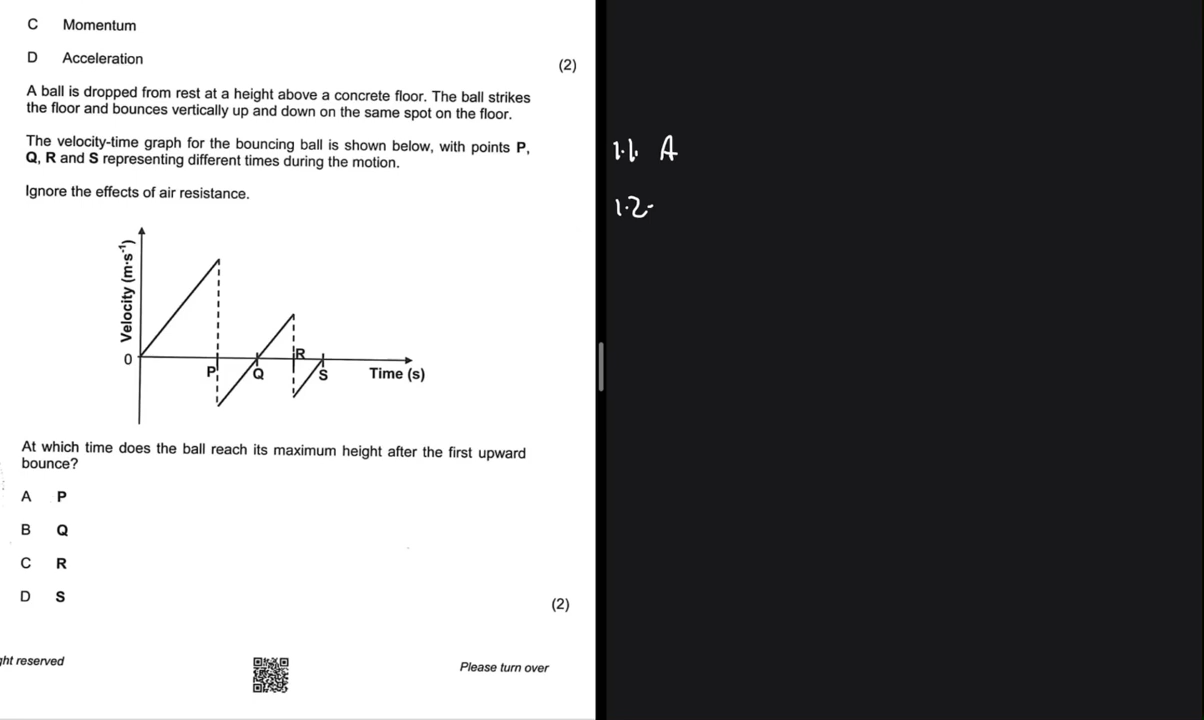 C Momentum
D Acceleration
(2)
A ball is dropped from rest at a height above a concrete floor. The ball strikes
the floor and bounces vertically up and down on the same spot on the floor.
The velocity-time graph for the bouncing ball is shown below, with points P,
Q, R and S representing different times during the motion.
Ignore the effects of air resistance.
Velocity (m·s⁻¹)
0
P
Q
R
S
Time (s)
At which time does the ball reach its maximum height after the first upward
bounce?
A P
B Q
C R
D S
(2)
ght reserved
Please turn over
1.1. A
1.2.